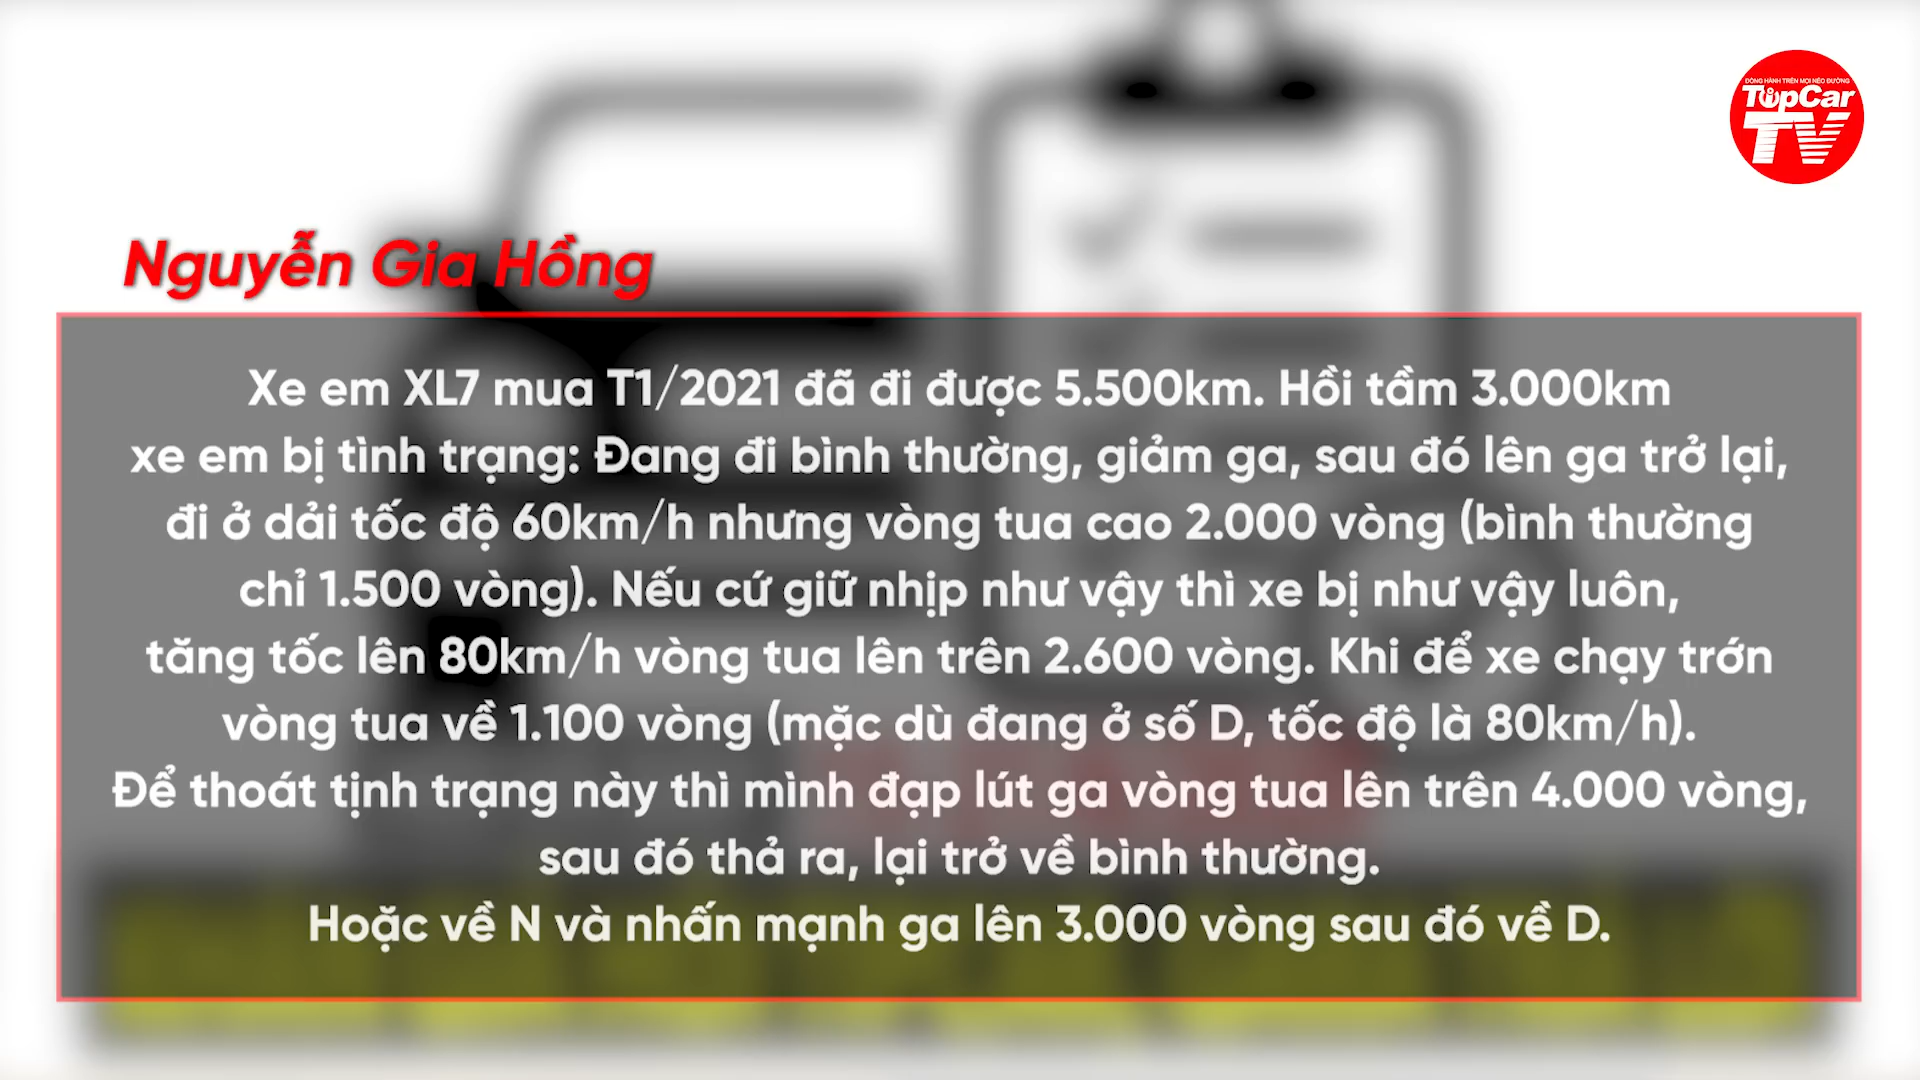 ĐỒNG HÀNH TRÊN MỌI NẺO ĐƯỜNG
TopCar
TV
Nguyễn Gia Hồng
Xe em XL7 mua T1/2021 đã đi được 5.500km. Hồi tầm 3.000km
xe em bị tình trạng: Đang đi bình thường, giảm ga, sau đó lên ga trở lại,
đi ở dải tốc độ 60km/h nhưng vòng tua cao 2.000 vòng (bình thường
chỉ 1.500 vòng). Nếu cứ giữ nhịp như vậy thì xe bị như vậy luôn,
tăng tốc lên 80km/h vòng tua lên trên 2.600 vòng. Khi để xe chạy trớn
vòng tua về 1.100 vòng (mặc dù đang ở số D, tốc độ là 80km/h).
Để thoát tịnh trạng này thì mình đạp lút ga vòng tua lên trên 4.000 vòng,
sau đó thả ra, lại trở về bình thường.
Hoặc về N và nhấn mạnh ga lên 3.000 vòng sau đó về D.